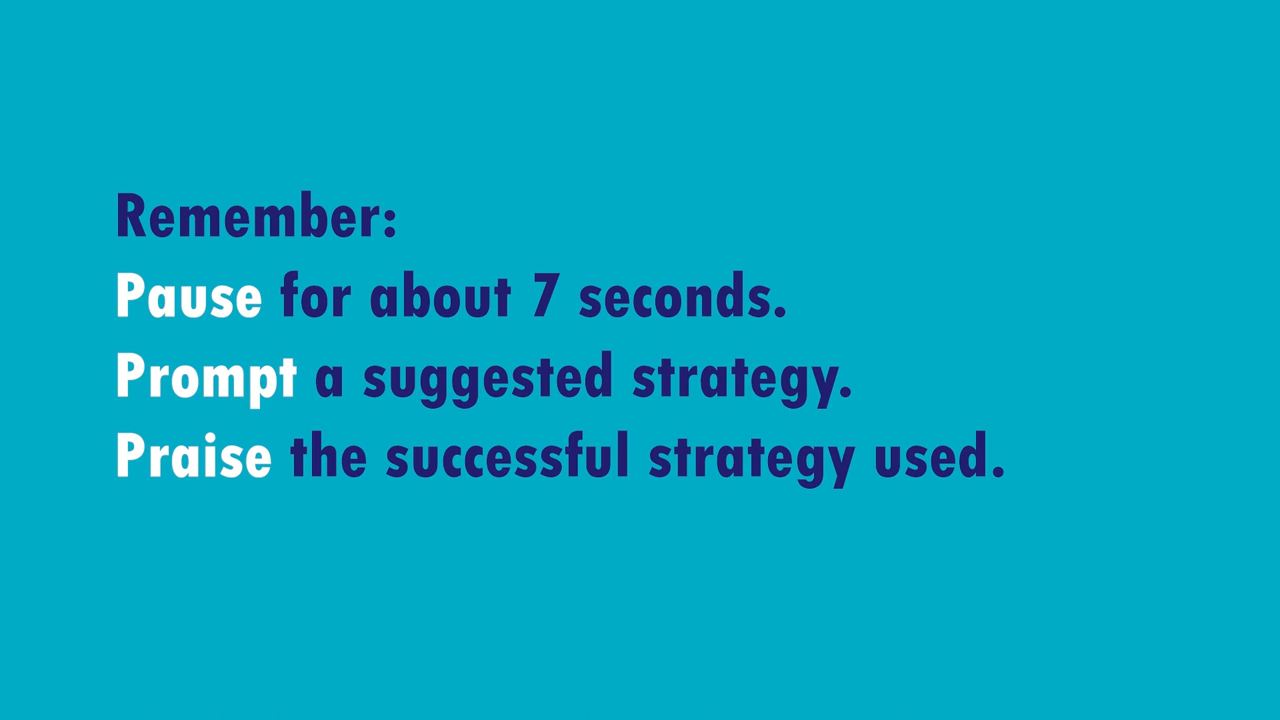 Remember:
Pause for about 7 seconds.
Prompt a suggested strategy.
Praise the successful strategy used.